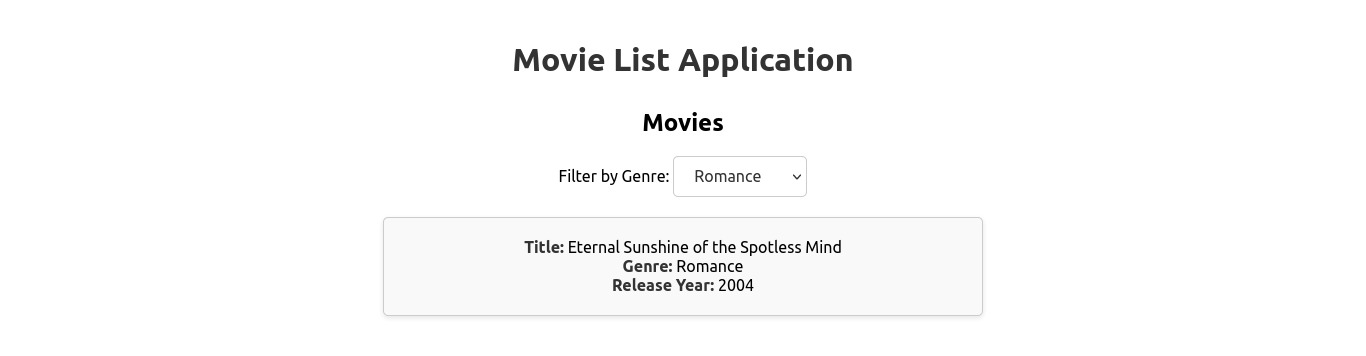 Movie List Application
Movies
Filter by Genre: Romance
Title: Eternal Sunshine of the Spotless Mind
Genre: Romance
Release Year: 2004